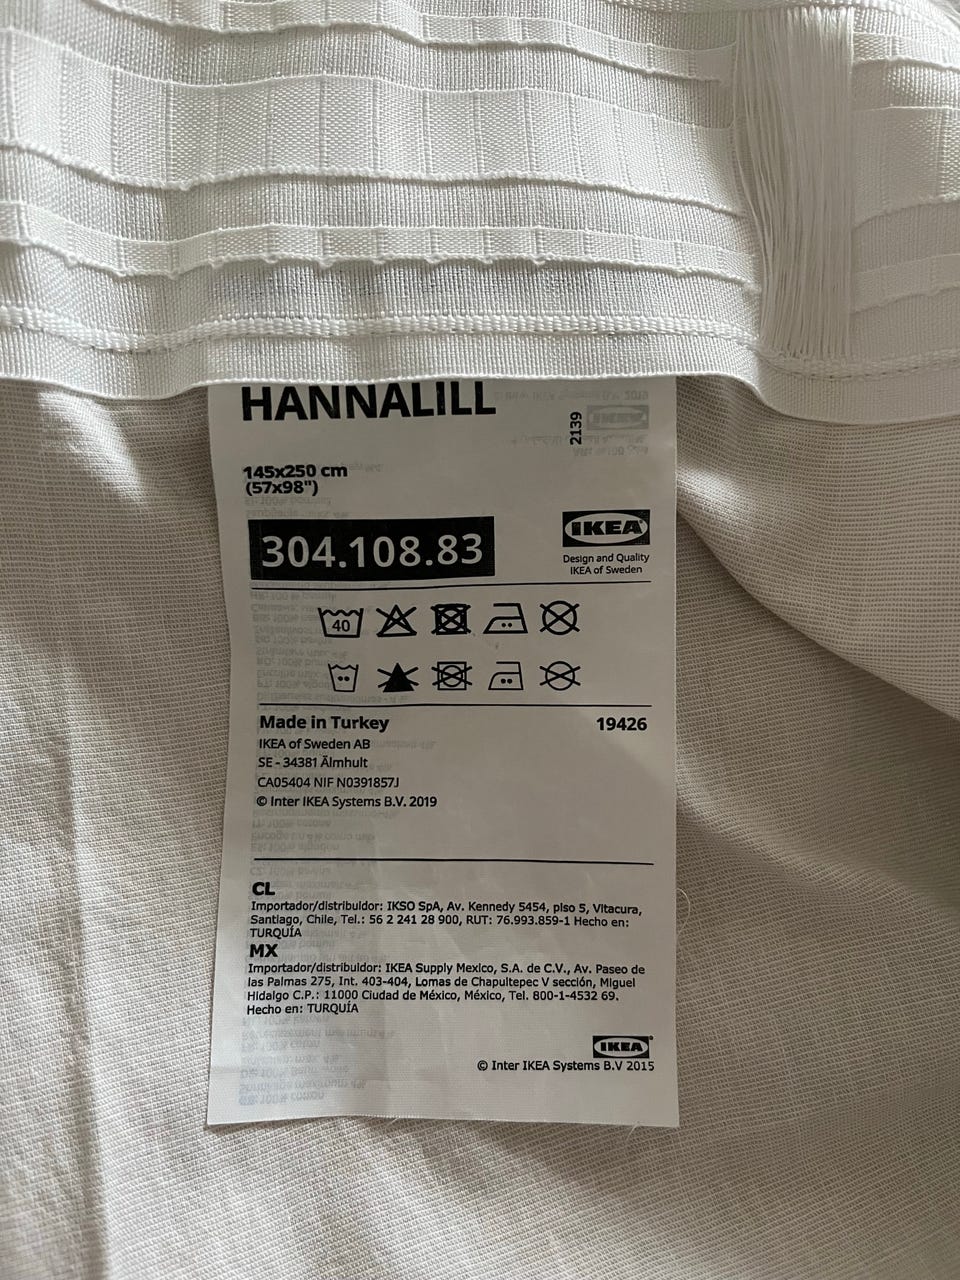 HANNALILL
2139
145x250 cm
(57x98")
304.108.83
IKEA
Design and Quality
IKEA of Sweden
40
Made in Turkey 19426
IKEA of Sweden AB
SE - 34381 Älmhult
CA05404 NIF N0391857J
© Inter IKEA Systems B.V. 2019
CL
Importador/distribuidor: IKSO SpA, Av. Kennedy 5454, piso 5, Vitacura,
Santiago, Chile, Tel.: 56 2 241 28 900, RUT: 76.993.859-1 Hecho en:
TURQUÍA
MX
Importador/distribuidor: IKEA Supply Mexico, S.A. de C.V., Av. Paseo de
las Palmas 275, Int. 403-404, Lomas de Chapultepec V sección, Miguel
Hidalgo C.P.: 11000 Ciudad de México, México, Tel. 800-1-4532 69.
Hecho en: TURQUÍA
IKEA
© Inter IKEA Systems B.V 2015